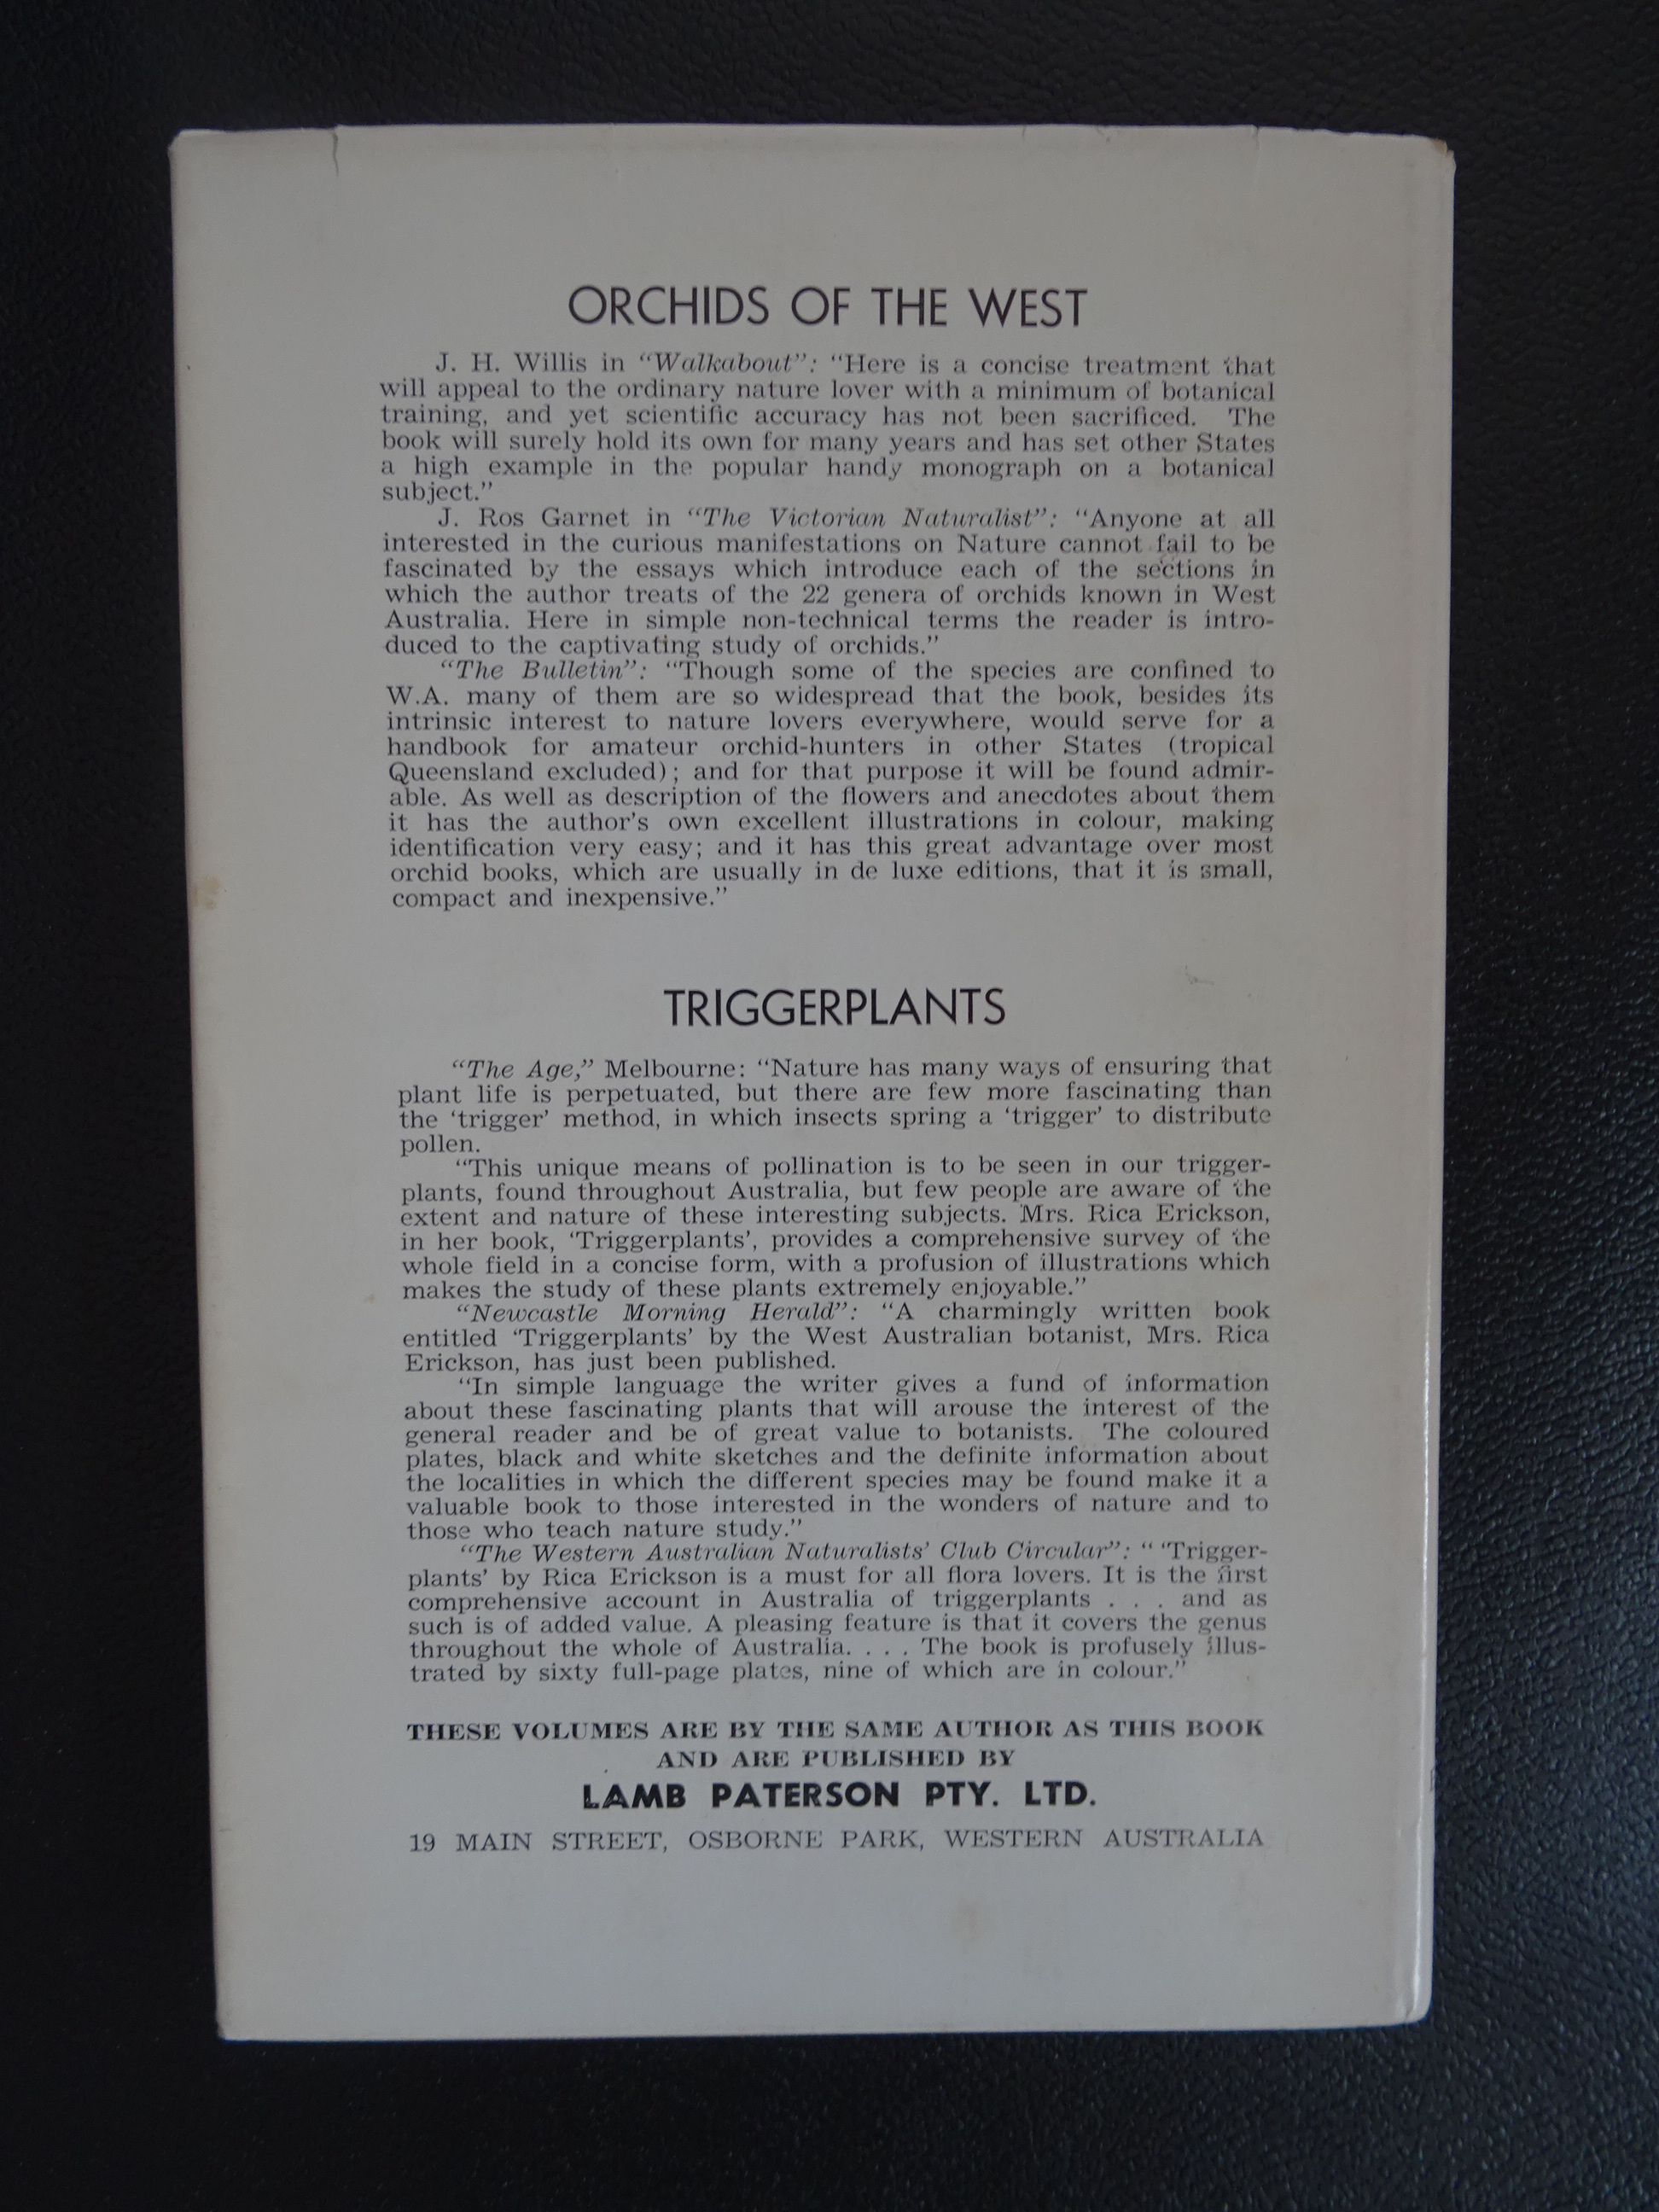 ORCHIDS OF THE WEST
J. H. Willis in “Walkabout”: “Here is a concise treatment that
will appeal to the ordinary nature lover with a minimum of botanical
training, and yet scientific accuracy has not been sacrificed. The
book will surely hold its own for many years and has set other States
a high example in the popular handy monograph on a botanical
subject.”
J. Ros Garnet in “The Victorian Naturalist”: “Anyone at all
interested in the curious manifestations on Nature cannot fail to be
fascinated by the essays which introduce each of the sections in
which the author treats of the 22 genera of orchids known in West
Australia. Here in simple non-technical terms the reader is intro-
duced to the captivating study of orchids.”
“The Bulletin”: “Though some of the species are confined to
W.A. many of them are so widespread that the book, besides its
intrinsic interest to nature lovers everywhere, would serve for a
handbook for amateur orchid-hunters in other States (tropical
Queensland excluded); and for that purpose it will be found admir-
able. As well as description of the flowers and anecdotes about them
it has the author’s own excellent illustrations in colour, making
identification very easy; and it has this great advantage over most
orchid books, which are usually in de luxe editions, that it is small,
compact and inexpensive.”
TRIGGERPLANTS
“The Age,” Melbourne: “Nature has many ways of ensuring that
plant life is perpetuated, but there are few more fascinating than
the ‘trigger’ method, in which insects spring a ‘trigger’ to distribute
pollen.
“This unique means of pollination is to be seen in our trigger-
plants, found throughout Australia, but few people are aware of the
extent and nature of these interesting subjects. Mrs. Rica Erickson,
in her book, ‘Triggerplants’, provides a comprehensive survey of the
whole field in a concise form, with a profusion of illustrations which
makes the study of these plants extremely enjoyable.”
“Newcastle Morning Herald”: “A charmingly written book
entitled ‘Triggerplants’ by the West Australian botanist, Mrs. Rica
Erickson, has just been published.
“In simple language the writer gives a fund of information
about these fascinating plants that will arouse the interest of the
general reader and be of great value to botanists. The coloured
plates, black and white sketches and the definite information about
the localities in which the different species may be found make it a
valuable book to those interested in the wonders of nature and to
those who teach nature study.”
“The Western Australian Naturalists’ Club Circular”: “ ‘Trigger-
plants’ by Rica Erickson is a must for all flora lovers. It is the first
comprehensive account in Australia of triggerplants . . . and as
such is of added value. A pleasing feature is that it covers the genus
throughout the whole of Australia. . . . The book is profusely illus-
trated by sixty full-page plates, nine of which are in colour.”
THESE VOLUMES ARE BY THE SAME AUTHOR AS THIS BOOK
AND ARE PUBLISHED BY
LAMB PATERSON PTY. LTD.
19 MAIN STREET, OSBORNE PARK, WESTERN AUSTRALIA